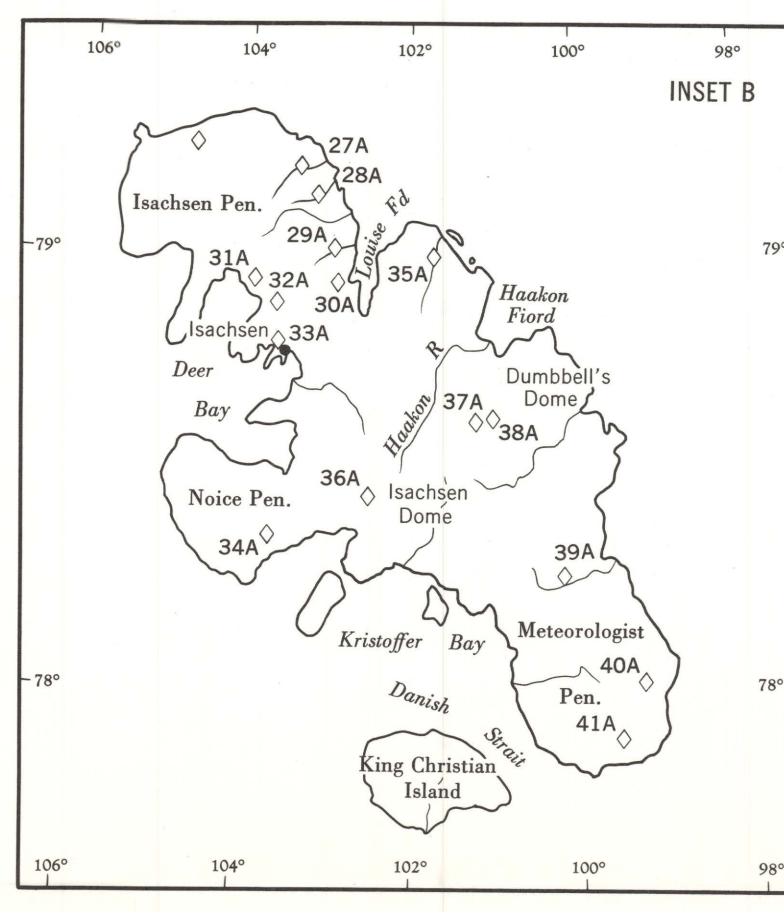 106°
104°
102°
100°
98°
INSET B
27A
28A
Isachsen Pen.
Louise Fd
29A
79°
79°
31A
32A
30A
35A
Haakon
Fiord
Isachsen
33A
Deer
Bay
Haakon R
Dumbbell's
Dome
37A
38A
36A
Isachsen
Dome
Noice Pen.
34A
39A
Kristoffer Bay
Meteorologist
Pen.
40A
78°
78°
41A
Danish
Strait
King Christian
Island
106°
104°
102°
100°
98°